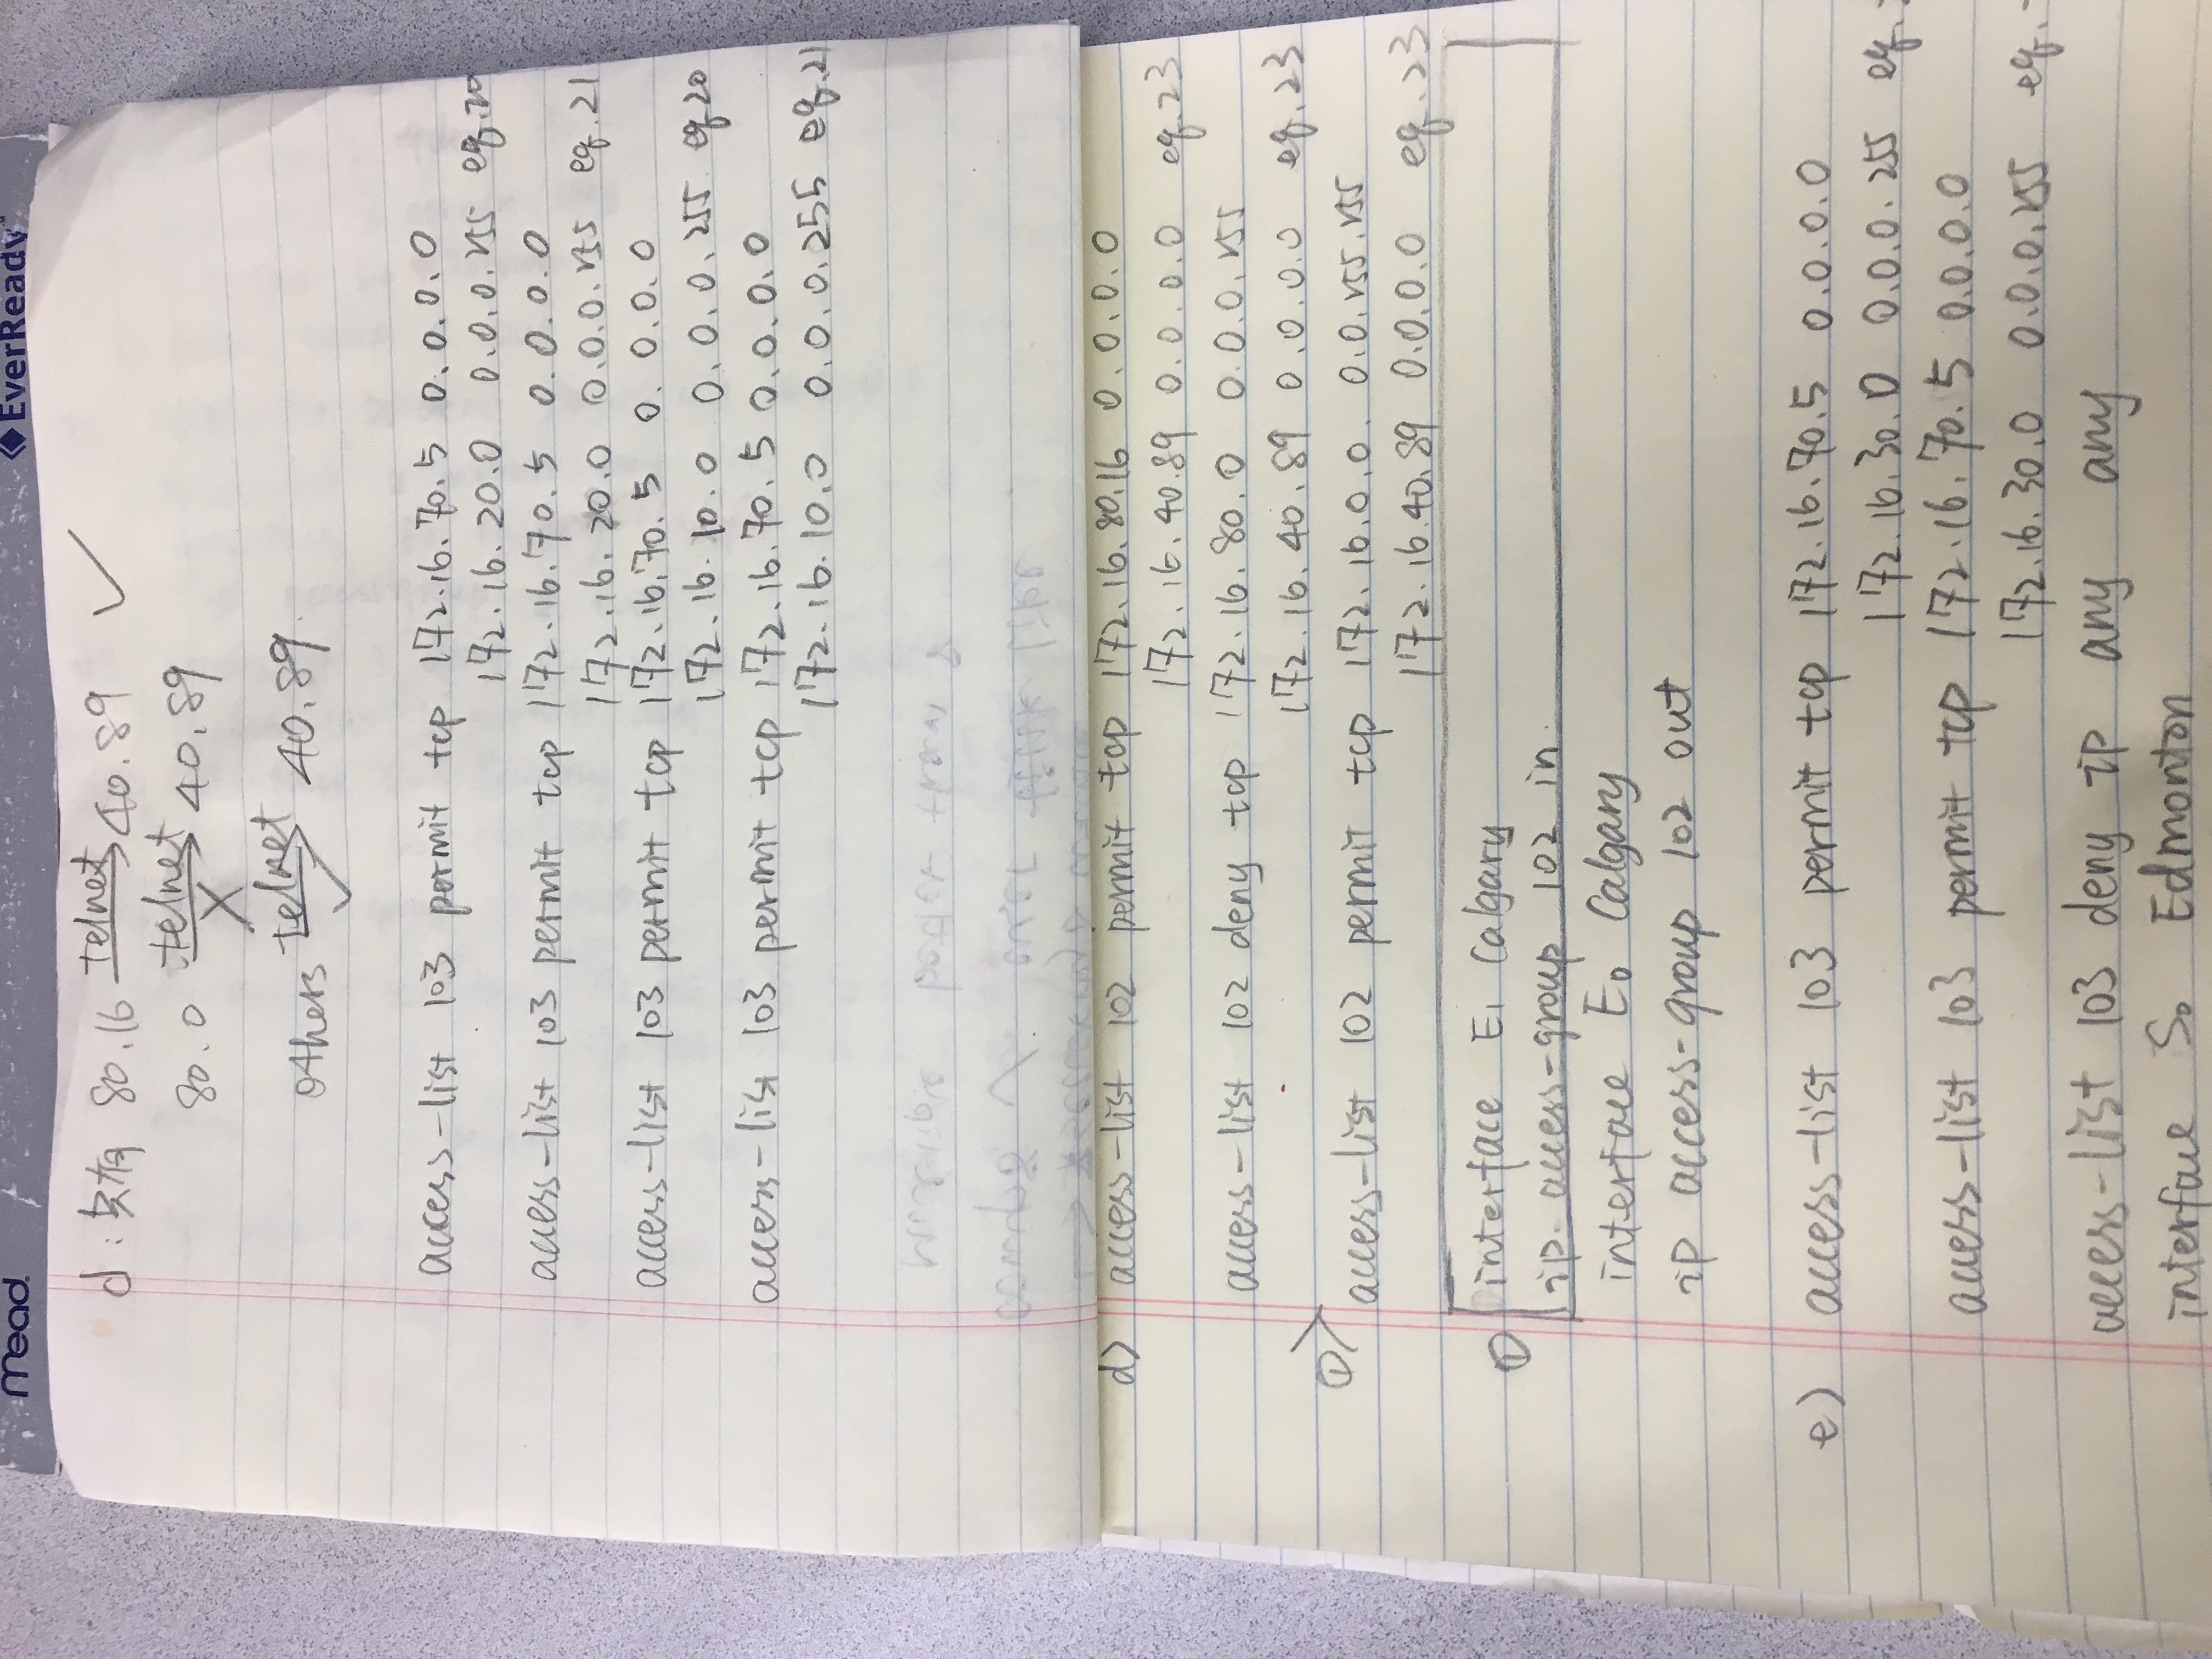 Mead
EverReady
d: 只有 80.16 telnet 40.89 ✓
80.0 telnet 40.89
X
others telnet 40.89.
✓
access-list 103 permit tcp 172.16.70.5 0.0.0.0
172.16.20.0 0.0.0.255 eq.20
access-list 103 permit tcp 172.16.70.5 0.0.0.0
172.16.20.0 0.0.0.255 eq.21
access-list 103 permit tcp 172.16.70.5 0.0.0.0
172.16.10.0 0.0.0.255 eq20
access-list 103 permit tcp 172.16.70.5 0.0.0.0
172.16.10.0 0.0.0.255 eq.21
d) access-list 102 permit tcp 172.16.80.16 0.0.0.0
172.16.40.89 0.0.0.0 eq.23
access-list 102 deny tcp 172.16.80.0 0.0.0.255
172.16.40.89 0.0.0.0 eq.23
① > access-list 102 permit tcp 172.16.0.0. 0.0.255.255
172.16.40.89 0.0.0.0 eq.23
① interface E1 Calgary
ip access-group 102 in.
interface E0 Calgary
ip access-group 102 out
e) access-list 103 permit tcp 172.16.70.5 0.0.0.0
172.16.30.0 0.0.0.255 eq.
access-list 103 permit tcp 172.16.70.5 0.0.0.0
172.16.30.0 0.0.0.255 eq.
access-list 103 deny ip any any
interface S0 Edmonton